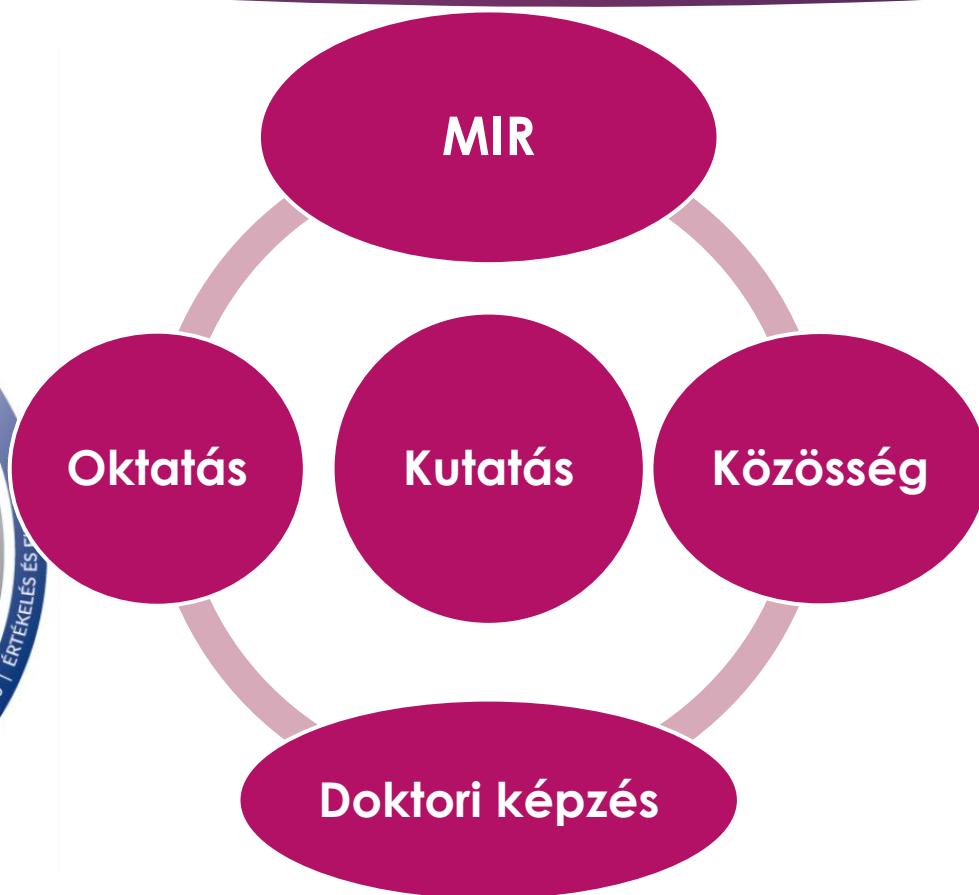 MIR
Oktatás
Kutatás
Közösség
Doktori képzés
| ÉRTÉKELÉS ÉS